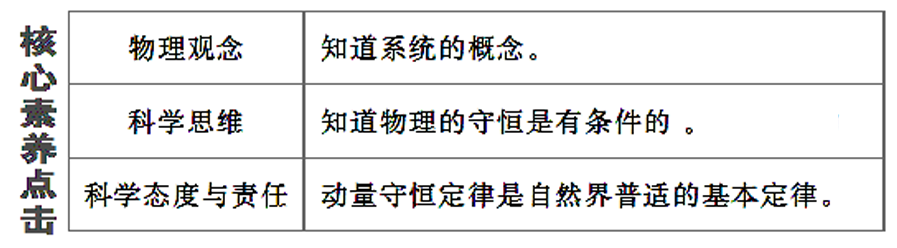 核心素养点击
物理观念 知道系统的概念。
科学思维 知道物理的守恒是有条件的 。
科学态度与责任 动量守恒定律是自然界普适的基本定律。